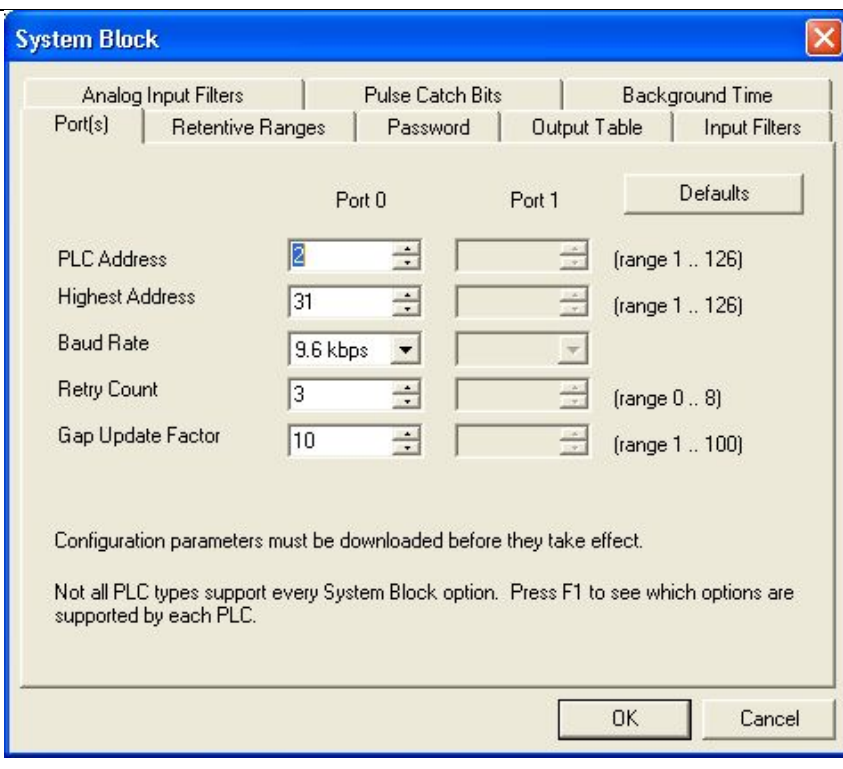 System Block
Analog Input Filters Pulse Catch Bits Background Time
Port(s) Retentive Ranges Password Output Table Input Filters
Port 0 Port 1 Defaults
PLC Address 2 (range 1 .. 126)
Highest Address 31 (range 1 .. 126)
Baud Rate 9.6 kbps
Retry Count 3 (range 0 .. 8)
Gap Update Factor 10 (range 1 .. 100)
Configuration parameters must be downloaded before they take effect.
Not all PLC types support every System Block option. Press F1 to see which options are
supported by each PLC.
OK Cancel